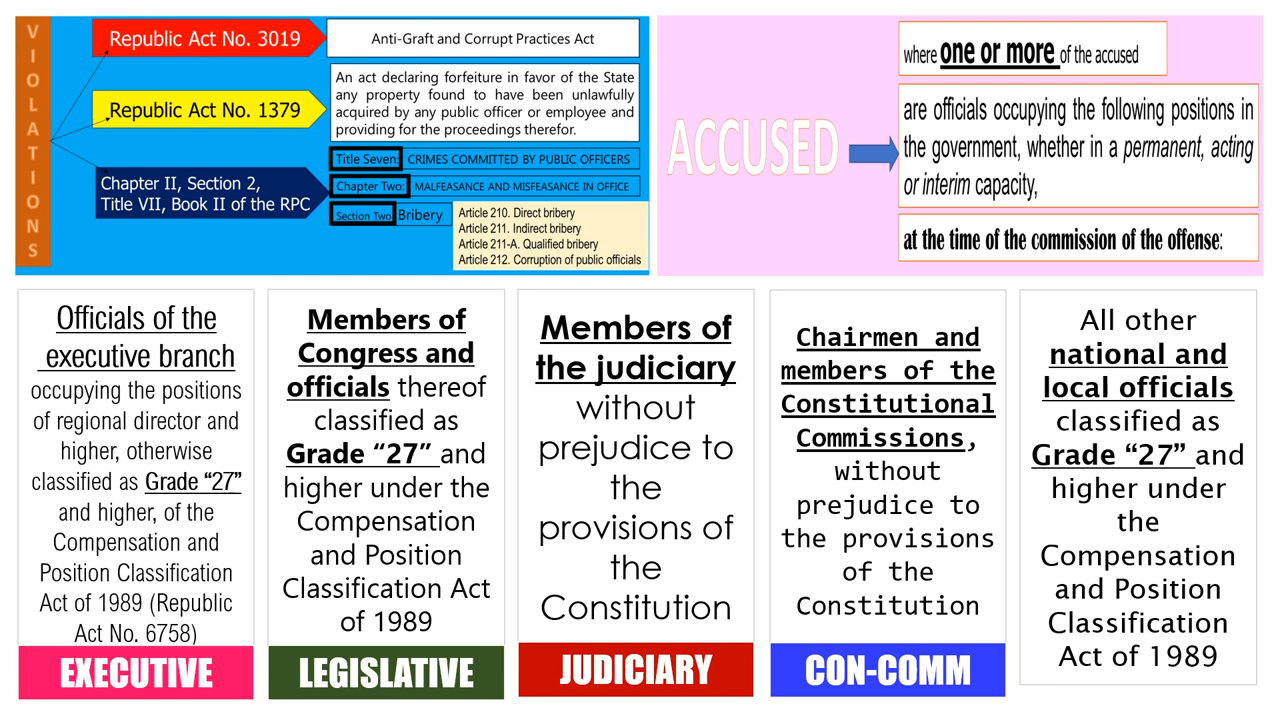 VIOLATIONS
Republic Act No. 3019
Anti-Graft and Corrupt Practices Act
Republic Act No. 1379
An act declaring forfeiture in favor of the State
any property found to have been unlawfully
acquired by any public officer or employee and
providing for the proceedings therefor.
Chapter II, Section 2,
Title VII, Book II of the RPC
Title Seven: CRIMES COMMITTED BY PUBLIC OFFICERS
Chapter Two: MALFEASANCE AND MISFEASANCE IN OFFICE
Section Two Bribery
Article 210. Direct bribery
Article 211. Indirect bribery
Article 211-A. Qualified bribery
Article 212. Corruption of public officials
ACCUSED
where one or more of the accused
are officials occupying the following positions in
the government, whether in a permanent, acting
or interim capacity,
at the time of the commission of the offense:
Officials of the
executive branch
occupying the positions
of regional director and
higher, otherwise
classified as Grade “27”
and higher, of the
Compensation and
Position Classification
Act of 1989 (Republic
Act No. 6758)
EXECUTIVE
Members of
Congress and
officials thereof
classified as
Grade “27” and
higher under the
Compensation
and Position
Classification Act
of 1989
LEGISLATIVE
Members of
the judiciary
without
prejudice to
the
provisions of
the
Constitution
JUDICIARY
Chairmen and
members of the
Constitutional
Commissions,
without
prejudice to
the provisions
of the
Constitution
CON-COMM
All other
national and
local officials
classified as
Grade “27” and
higher under
the
Compensation
and Position
Classification
Act of 1989